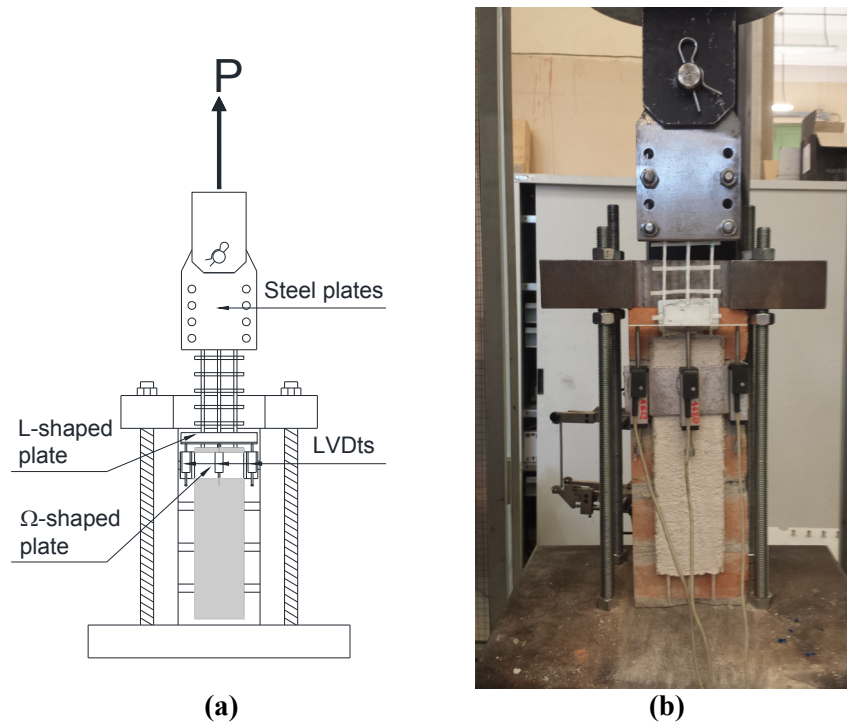 P
Steel plates
L-shaped
plate
LVDts
Ω-shaped
plate
(a)
(b)